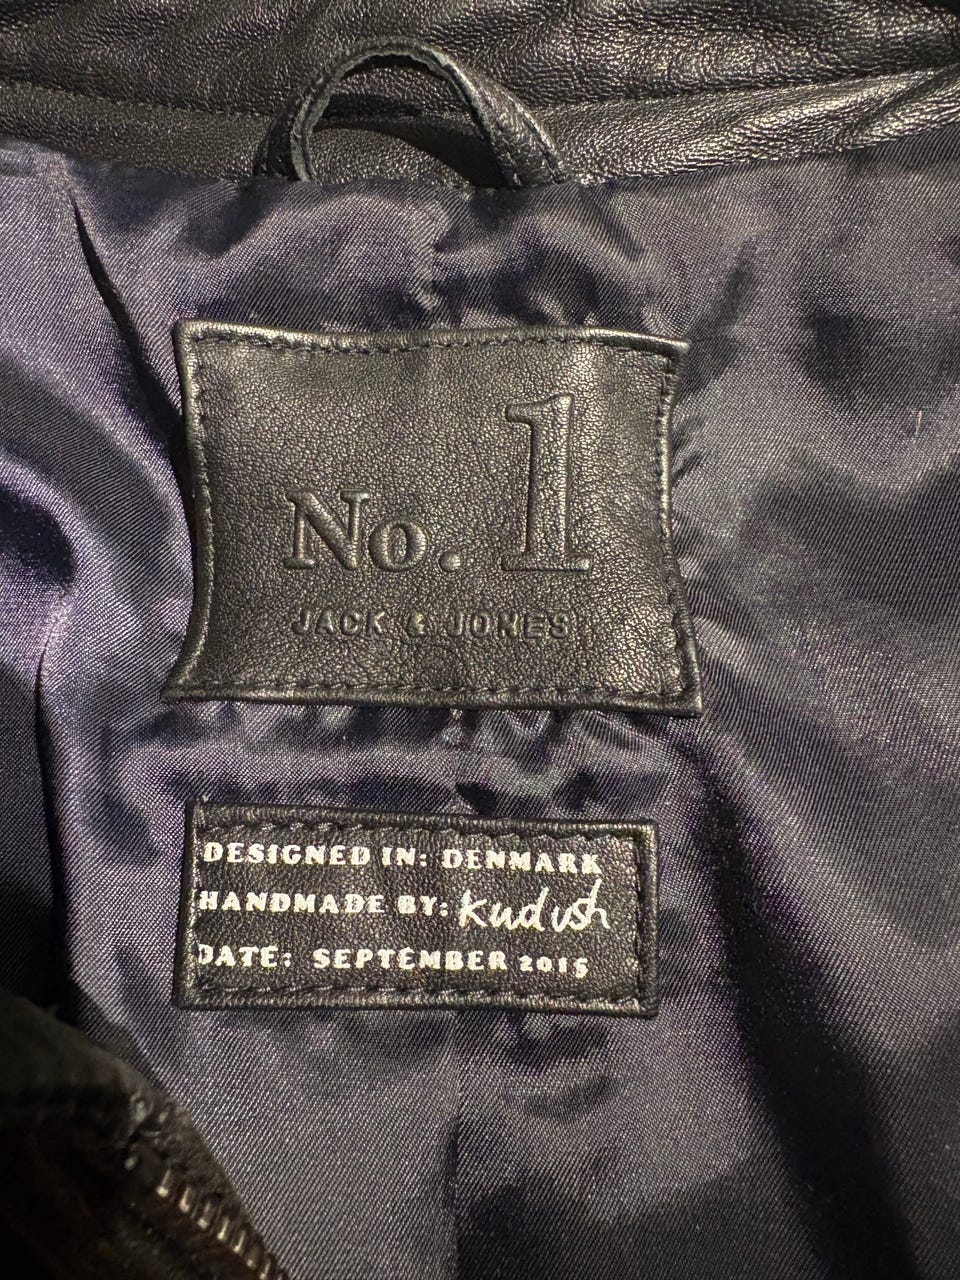 No. 1
JACK & JONES
DESIGNED IN: DENMARK
HANDMADE BY: Kudush
DATE: SEPTEMBER 2015